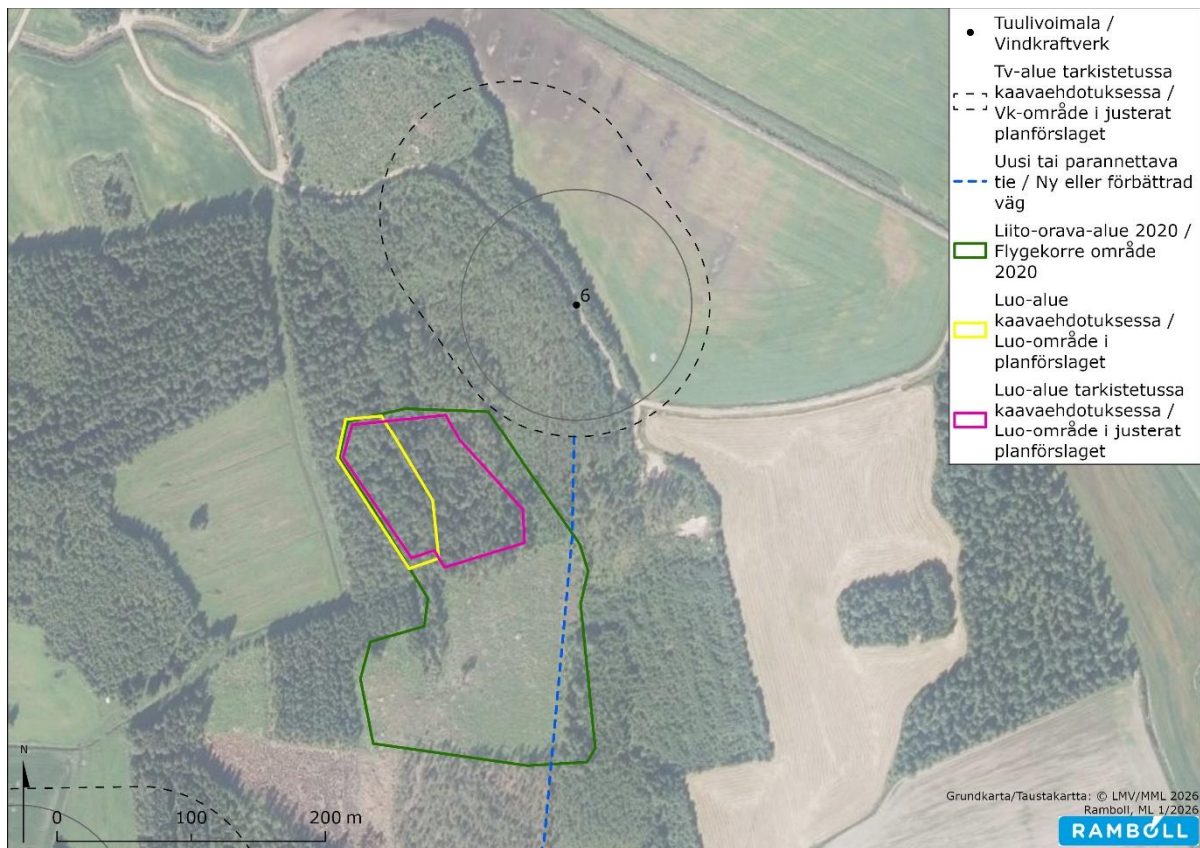 Tuulivoimala /
Vindkraftverk
Tv-alue tarkistetussa
kaavaehdotuksessa /
Vk-område i justerat
planförslaget
Uusi tai parannettava
tie / Ny eller förbättrad
väg
Liito-orava-alue 2020 /
Flygekorre område
2020
Luo-alue
kaavaehdotuksessa /
Luo-område i
planförslaget
Luo-alue tarkistetussa
kaavaehdotuksessa /
Luo-område i justerat
planförslaget
6
N
0 100 200 m
Grundkarta/Taustakartta: © LMV/MML 2026
Ramboll, ML 1/2026
RAMBOLL